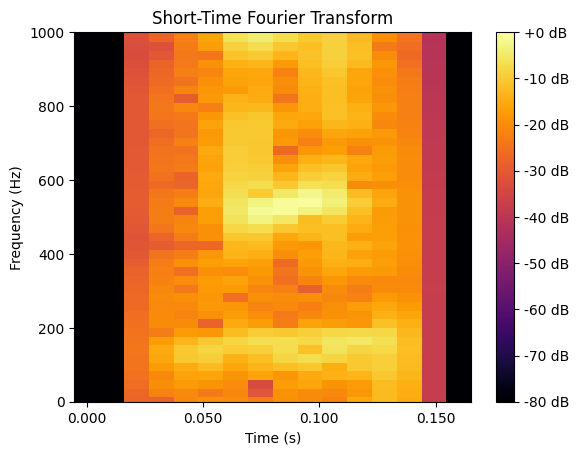 Short-Time Fourier Transform
1000
800
600
400
200
0
Frequency (Hz)
0.000
0.050
0.100
0.150
Time (s)
+0 dB
-10 dB
-20 dB
-30 dB
-40 dB
-50 dB
-60 dB
-70 dB
-80 dB